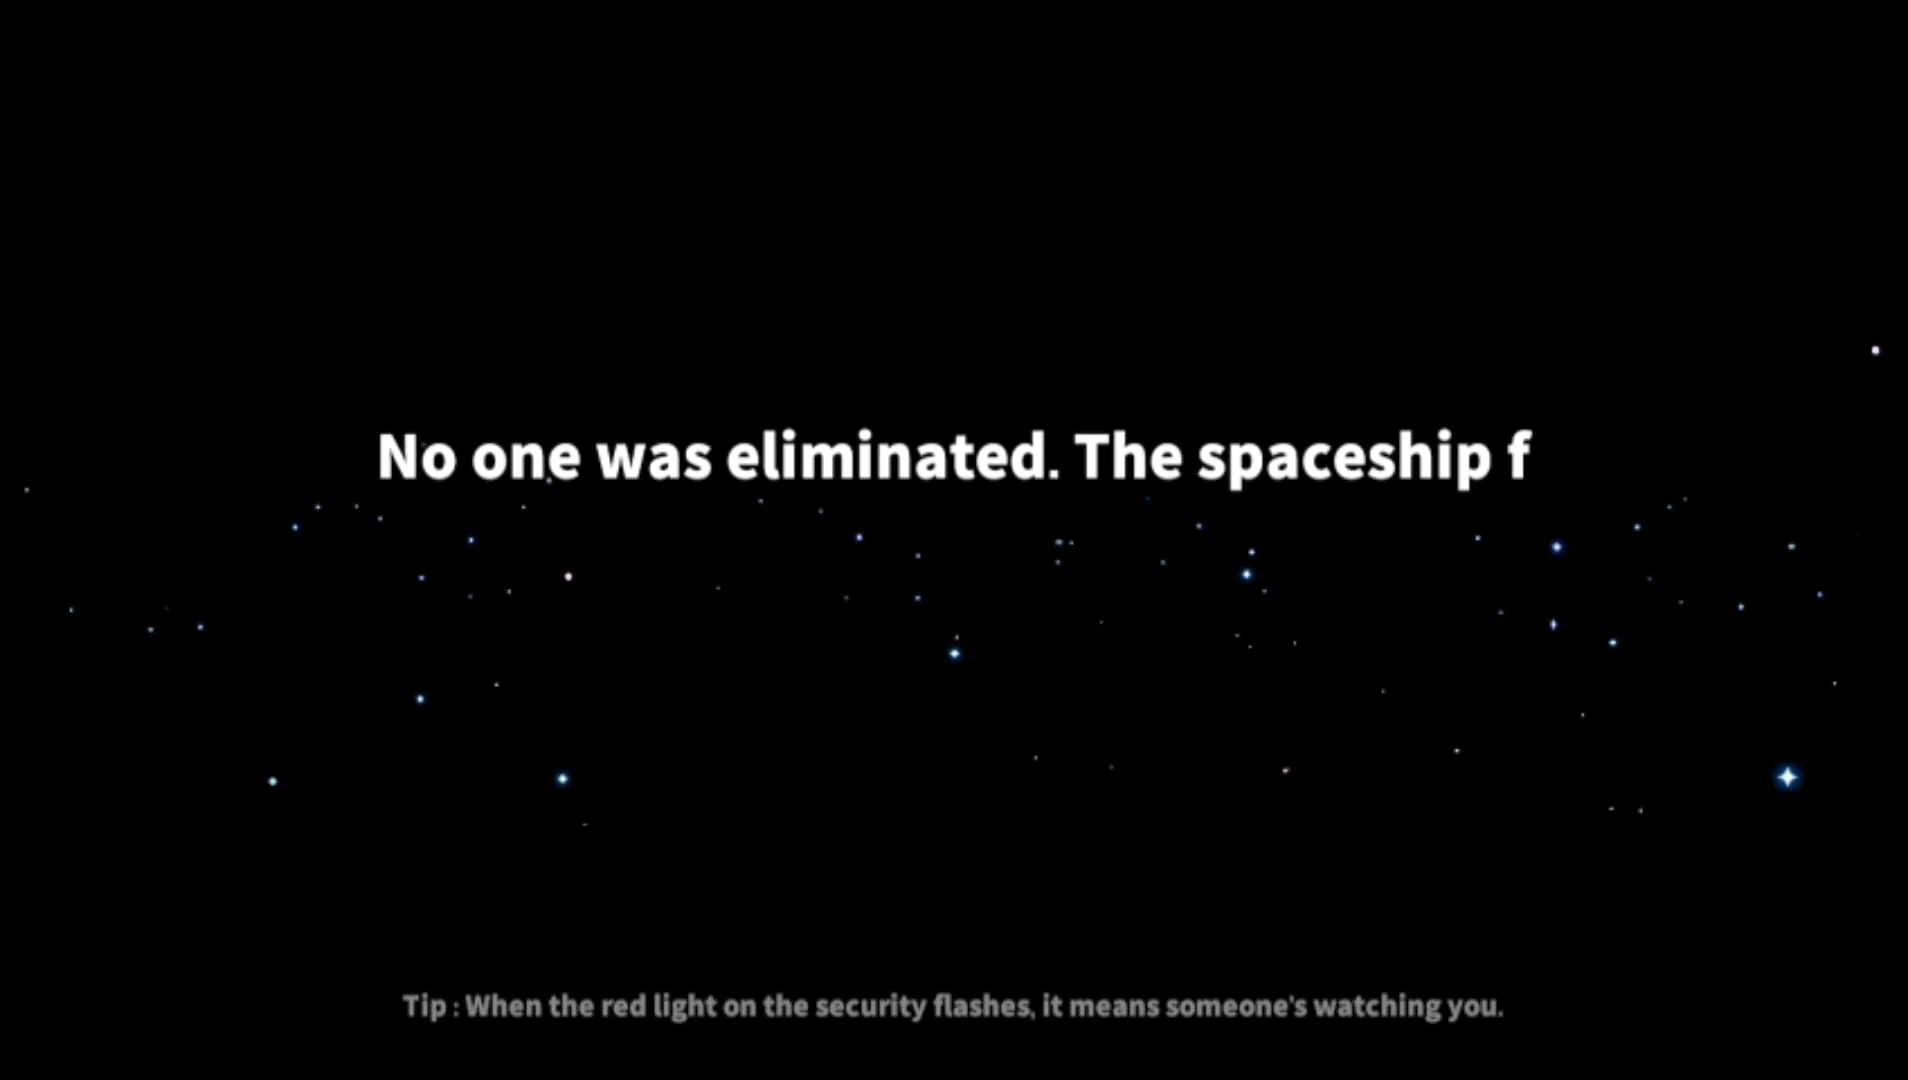 No one was eliminated. The spaceship f
Tip : When the red light on the security flashes, it means someone's watching you.